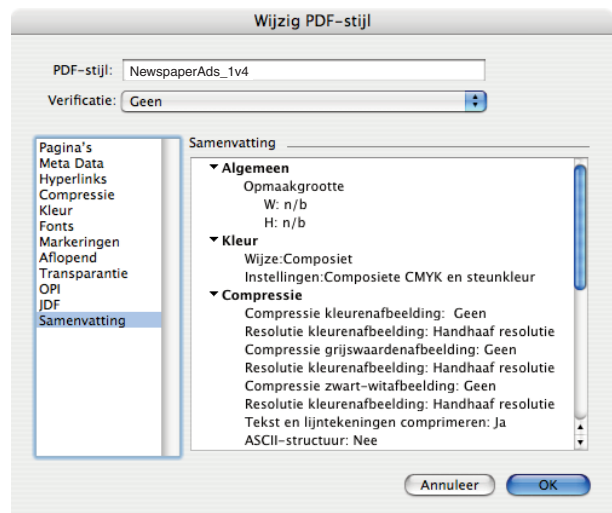 Wijzig PDF-stijl
PDF-stijl: NewspaperAds_1v4
Verificatie: Geen
Pagina's
Meta Data
Hyperlinks
Compressie
Kleur
Fonts
Markeringen
Aflopend
Transparantie
OPI
JDF
Samenvatting
Samenvatting
Algemeen
Opmaakgrootte
W: n/b
H: n/b
Kleur
Wijze:Composiet
Instellingen:Composiete CMYK en steunkleur
Compressie
Compressie kleurenafbeelding: Geen
Resolutie kleurenafbeelding: Handhaaf resolutie
Compressie grijswaardenafbeelding: Geen
Resolutie kleurenafbeelding: Handhaaf resolutie
Compressie zwart-witafbeelding: Geen
Resolutie kleurenafbeelding: Handhaaf resolutie
Tekst en lijntekeningen comprimeren: Ja
ASCII-structuur: Nee
Annuleer OK